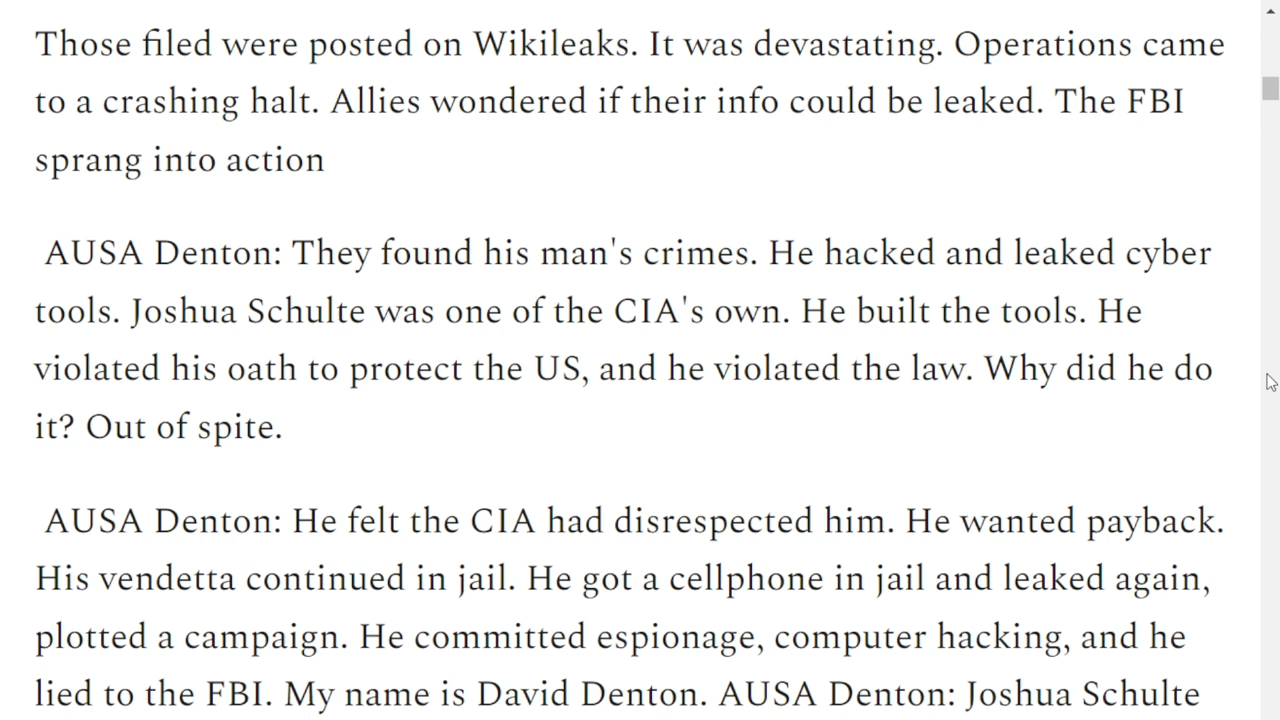 Those filed were posted on Wikileaks. It was devastating. Operations came
to a crashing halt. Allies wondered if their info could be leaked. The FBI
sprang into action
AUSA Denton: They found his man's crimes. He hacked and leaked cyber
tools. Joshua Schulte was one of the CIA's own. He built the tools. He
violated his oath to protect the US, and he violated the law. Why did he do
it? Out of spite.
AUSA Denton: He felt the CIA had disrespected him. He wanted payback.
His vendetta continued in jail. He got a cellphone in jail and leaked again,
plotted a campaign. He committed espionage, computer hacking, and he
lied to the FBI. My name is David Denton. AUSA Denton: Joshua Schulte